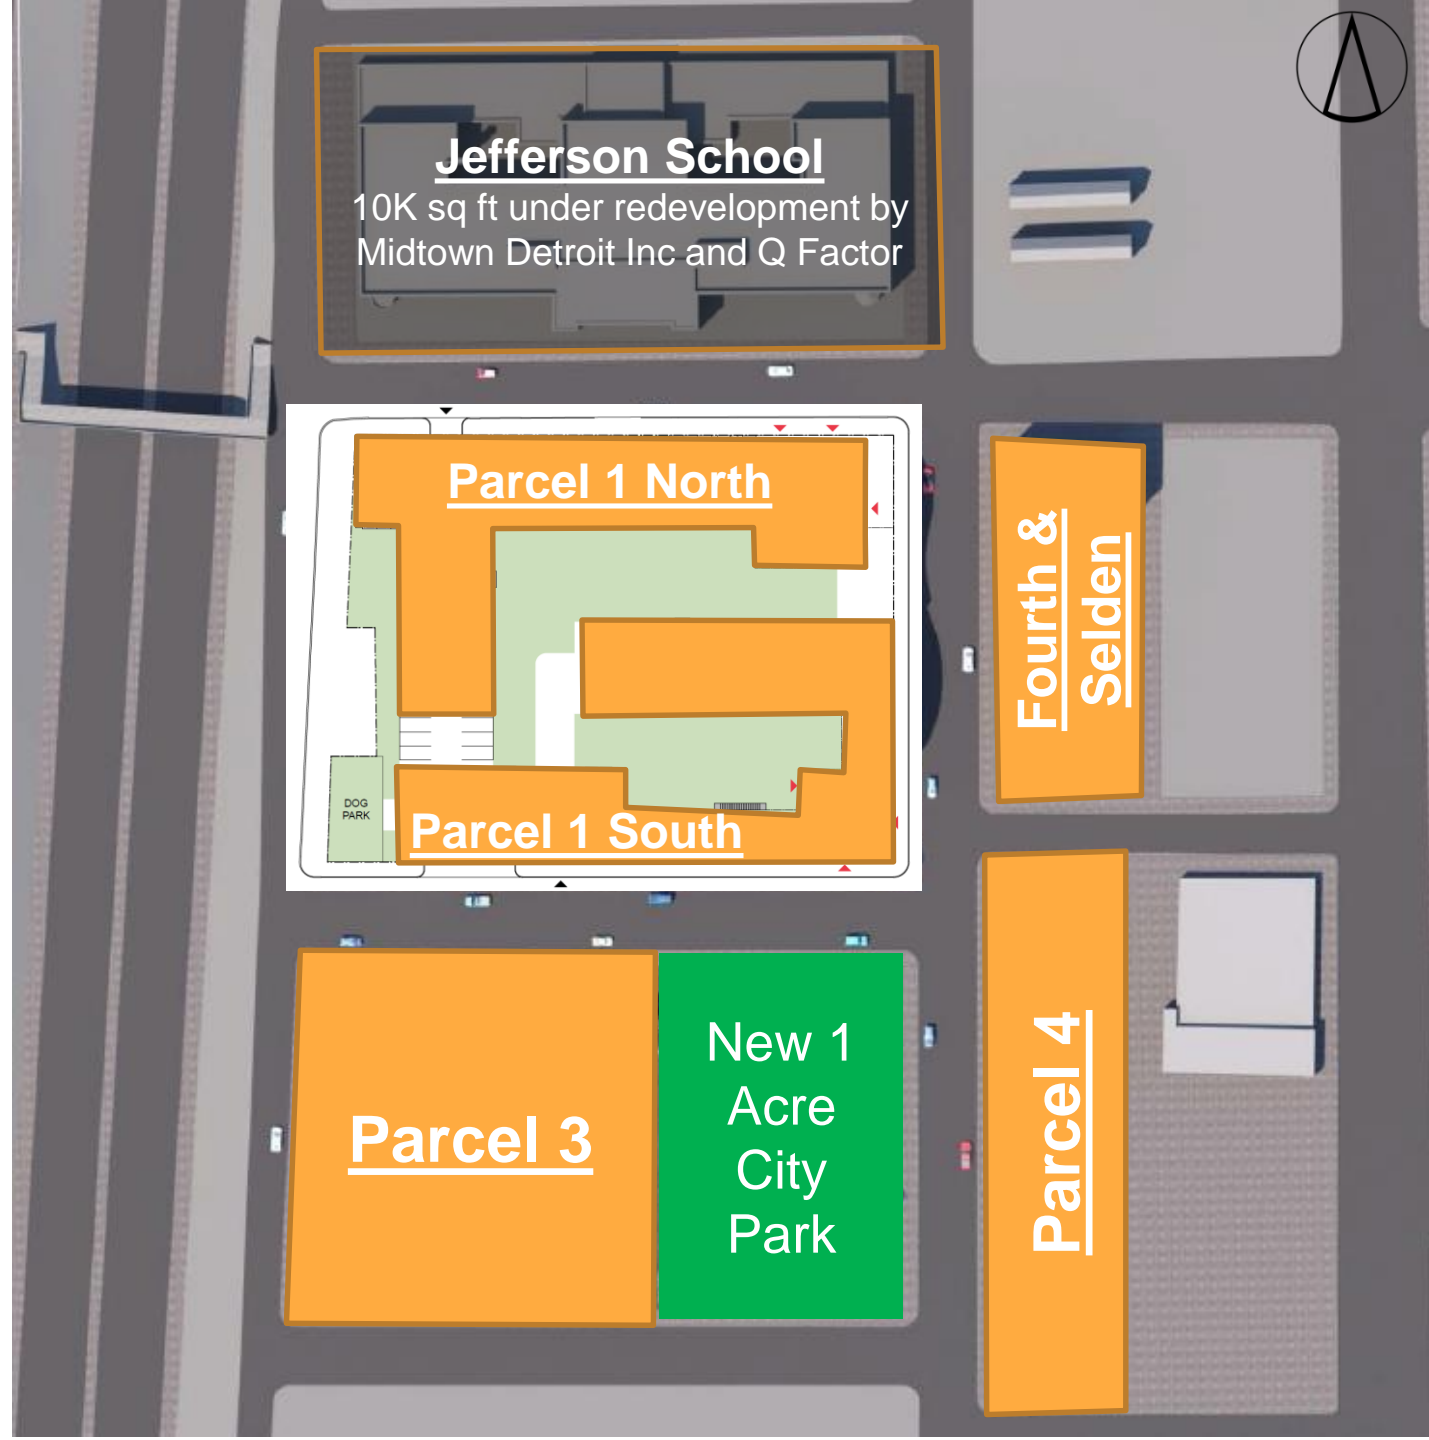 Jefferson School
10K sq ft under redevelopment by
Midtown Detroit Inc and Q Factor
Parcel 1 North
Fourth &
Selden
DOG
PARK
Parcel 1 South
Parcel 3
New 1
Acre
City
Park
Parcel 4